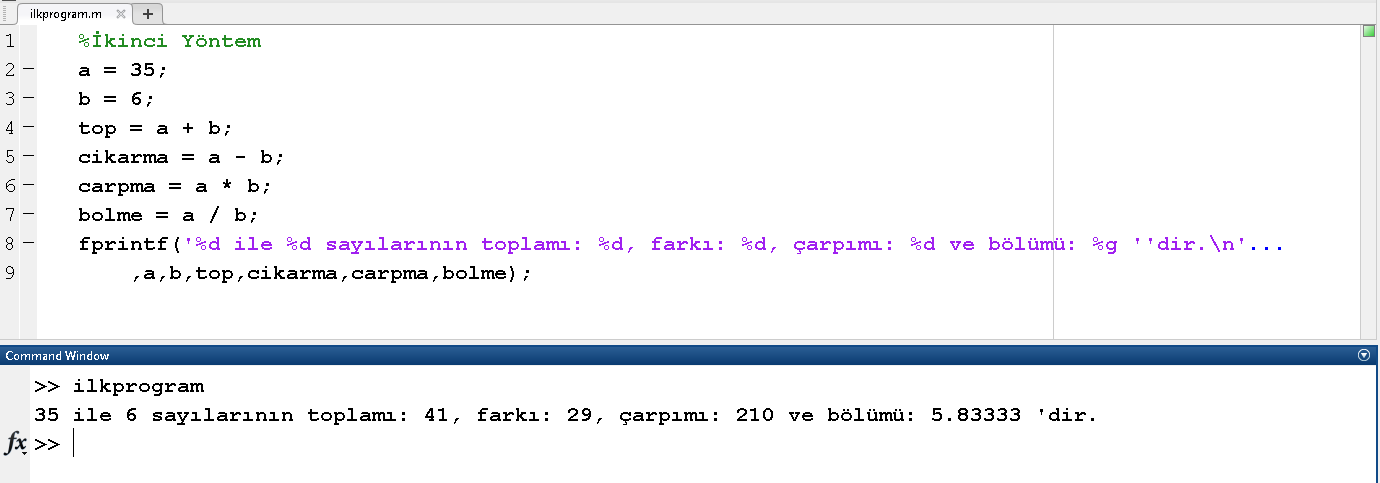 ilkprogram.m
1 %İkinci Yöntem
2 a = 35;
3 b = 6;
4 top = a + b;
5 cikarma = a - b;
6 carpma = a * b;
7 bolme = a / b;
8 fprintf('%d ile %d sayılarının toplamı: %d, farkı: %d, çarpımı: %d ve bölümü: %g ''dir.\n'...
9 ,a,b,top,cikarma,carpma,bolme);
Command Window
>> ilkprogram
35 ile 6 sayılarının toplamı: 41, farkı: 29, çarpımı: 210 ve bölümü: 5.83333 'dir.
fx >>